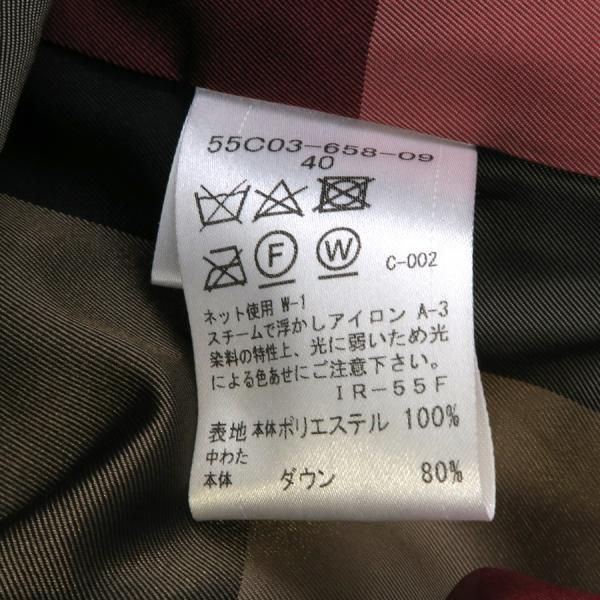 55C03-658-09
40
F W C-002
ネット使用 W-1
スチームで浮かしアイロン A-3
染料の特性上、光に弱いため光
による色あせにご注意下さい。
IR-55F
表地 本体 ポリエステル 100%
中わた
本体 ダウン 80%